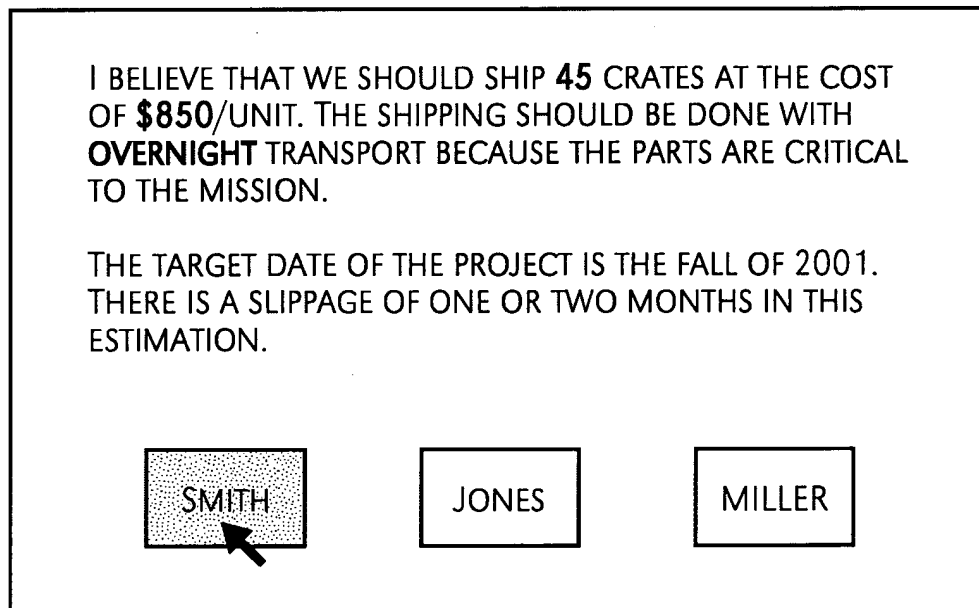 I BELIEVE THAT WE SHOULD SHIP 45 CRATES AT THE COST
OF $850/UNIT. THE SHIPPING SHOULD BE DONE WITH
OVERNIGHT TRANSPORT BECAUSE THE PARTS ARE CRITICAL
TO THE MISSION.
THE TARGET DATE OF THE PROJECT IS THE FALL OF 2001.
THERE IS A SLIPPAGE OF ONE OR TWO MONTHS IN THIS
ESTIMATION.
SMITH
JONES
MILLER